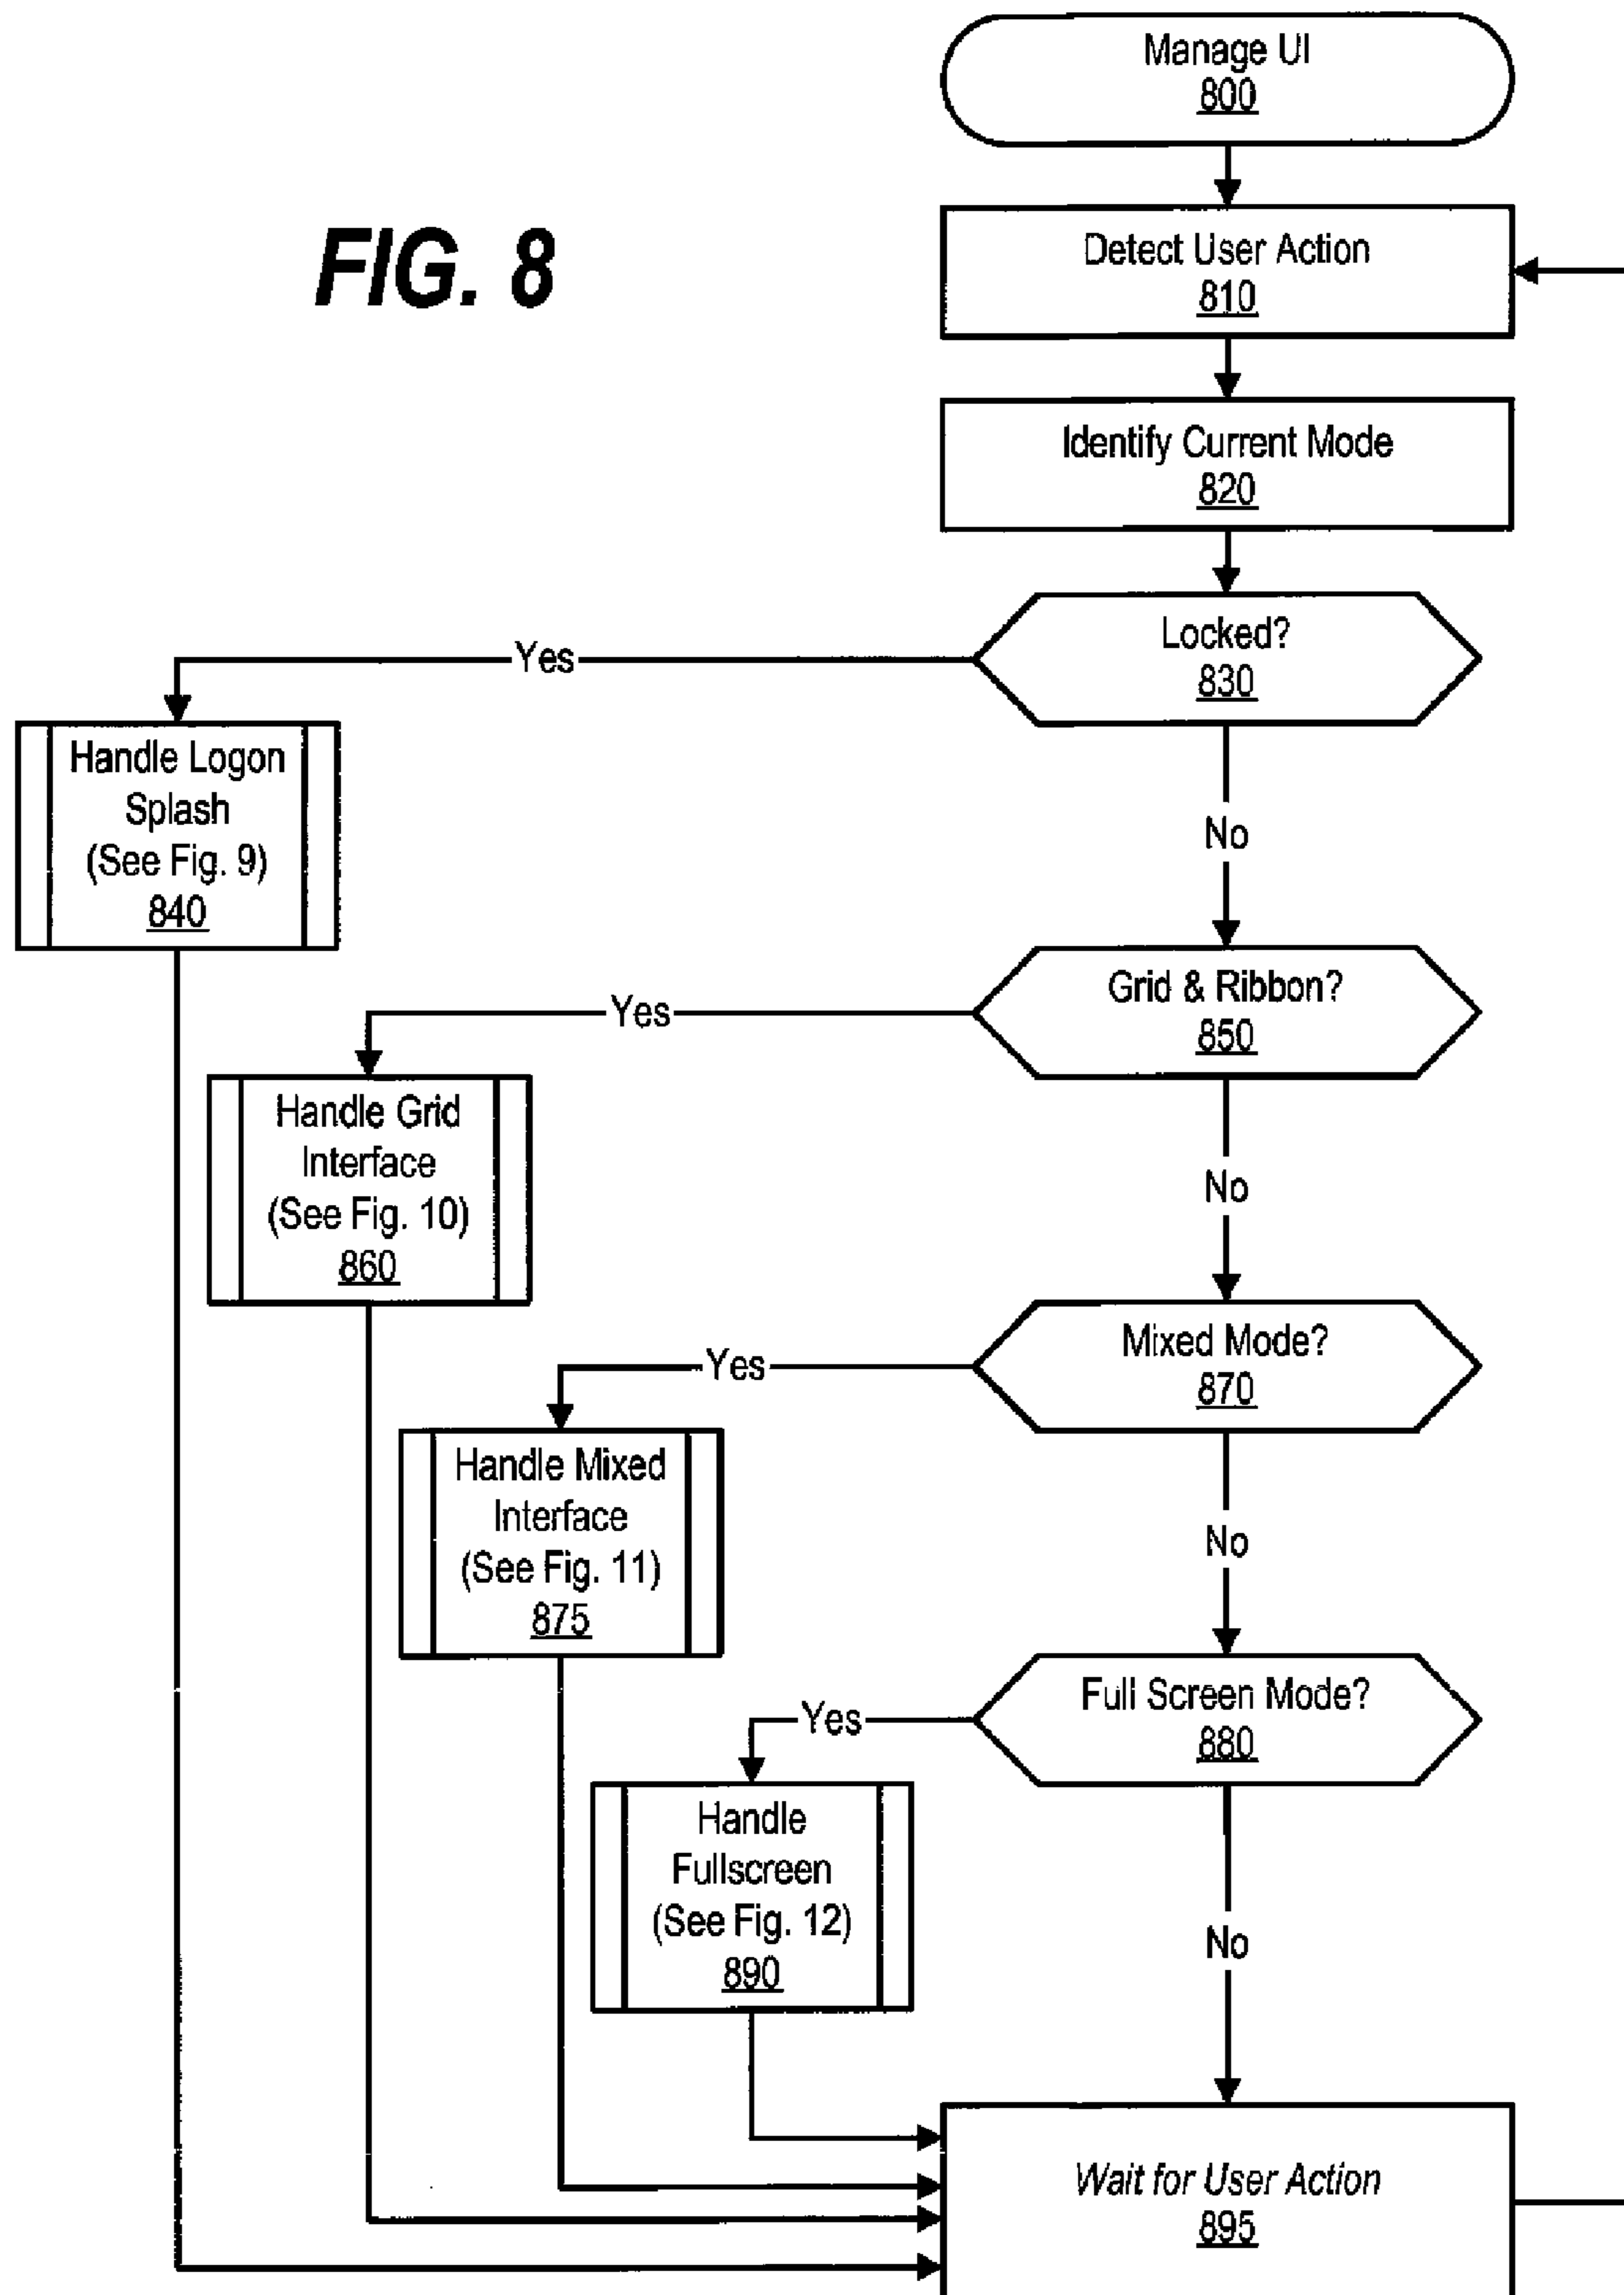 Manage UI
800
FIG. 8
Detect User Action
810
Identify Current Mode
820
Locked?
830
Yes
Handle Logon
Splash
(See Fig. 9)
840
No
Grid & Ribbon?
850
Yes
Handle Grid
Interface
(See Fig. 10)
860
No
Mixed Mode?
870
Yes
Handle Mixed
Interface
(See Fig. 11)
875
No
Full Screen Mode?
880
Yes
Handle
Fullscreen
(See Fig. 12)
890
No
Wait for User Action
895